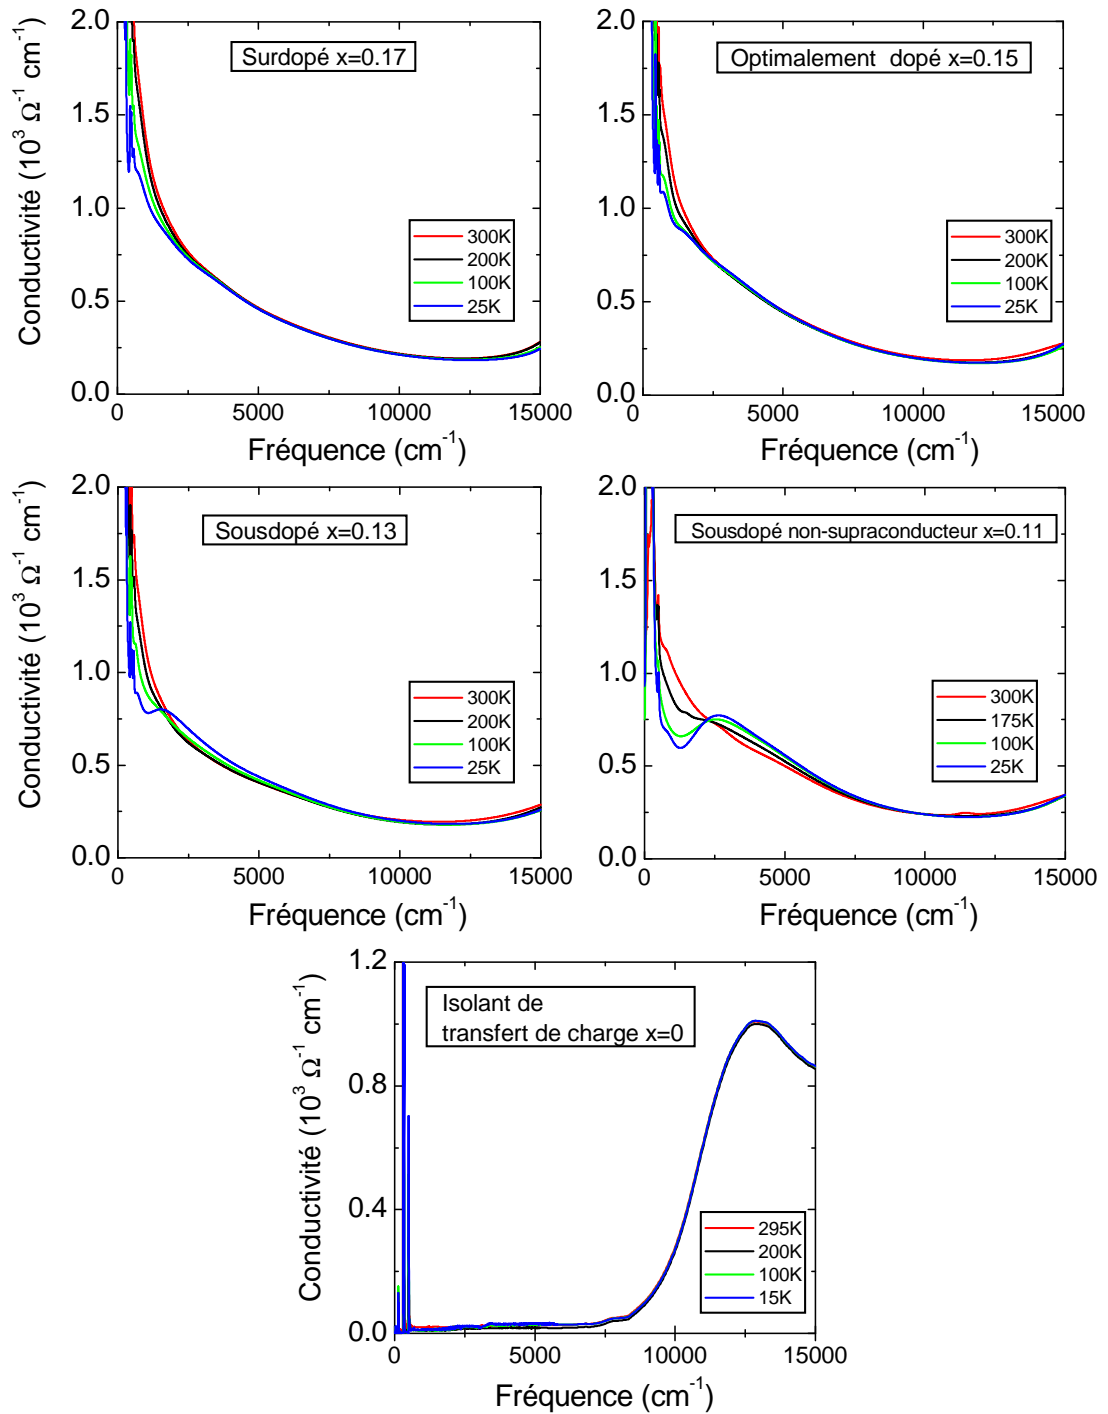 Conductivité (10³ Ω⁻¹ cm⁻¹)
2.0
1.5
1.0
0.5
0.0
Surdopé x=0.17
300K
200K
100K
25K
0 5000 10000 15000
Fréquence (cm⁻¹)
2.0
1.5
1.0
0.5
0.0
Optimalement dopé x=0.15
300K
200K
100K
25K
0 5000 10000 15000
Fréquence (cm⁻¹)
Conductivité (10³ Ω⁻¹ cm⁻¹)
2.0
1.5
1.0
0.5
0.0
Sousdopé x=0.13
300K
200K
100K
25K
0 5000 10000 15000
Fréquence (cm⁻¹)
2.0
1.5
1.0
0.5
0.0
Sousdopé non-supraconducteur x=0.11
300K
175K
100K
25K
0 5000 10000 15000
Fréquence (cm⁻¹)
Conductivité (10³ Ω⁻¹ cm⁻¹)
1.2
0.8
0.4
0.0
Isolant de
transfert de charge x=0
295K
200K
100K
15K
0 5000 10000 15000
Fréquence (cm⁻¹)